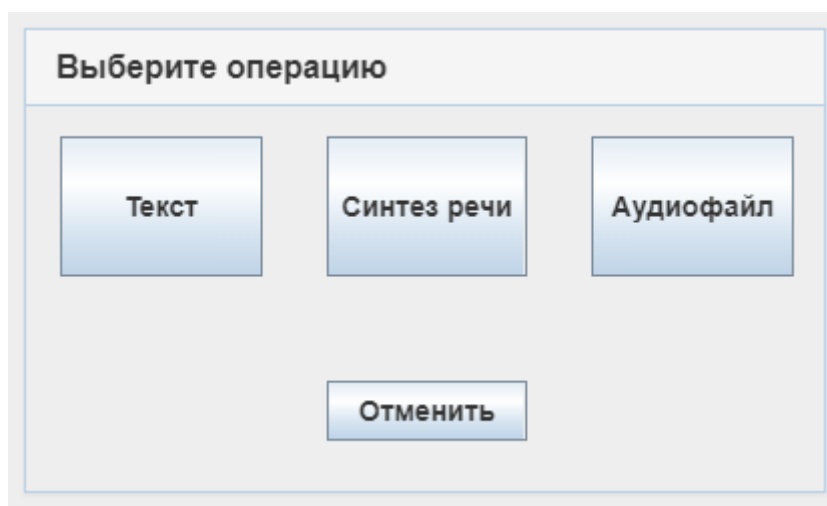 Выберите операцию
Текст
Синтез речи
Аудиофайл
Отменить